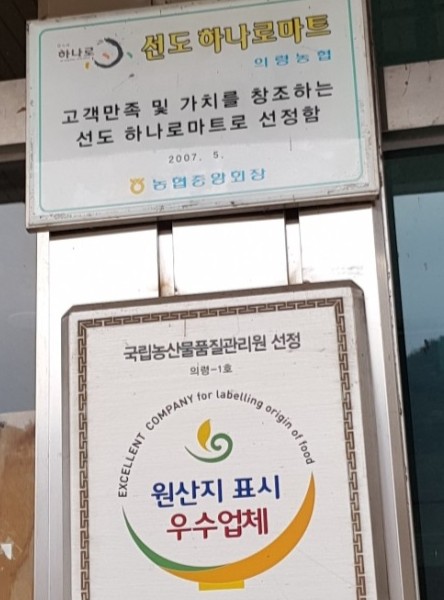 하나로 선도 하나로마트
의령농협
고객만족 및 가치를 창조하는
선도 하나로마트로 선정함
2007. 5.
농협중앙회장
국립농산물품질관리원 선정
의령-1호
EXCELLENT COMPANY for labelling origin of food
원산지 표시
우수업체